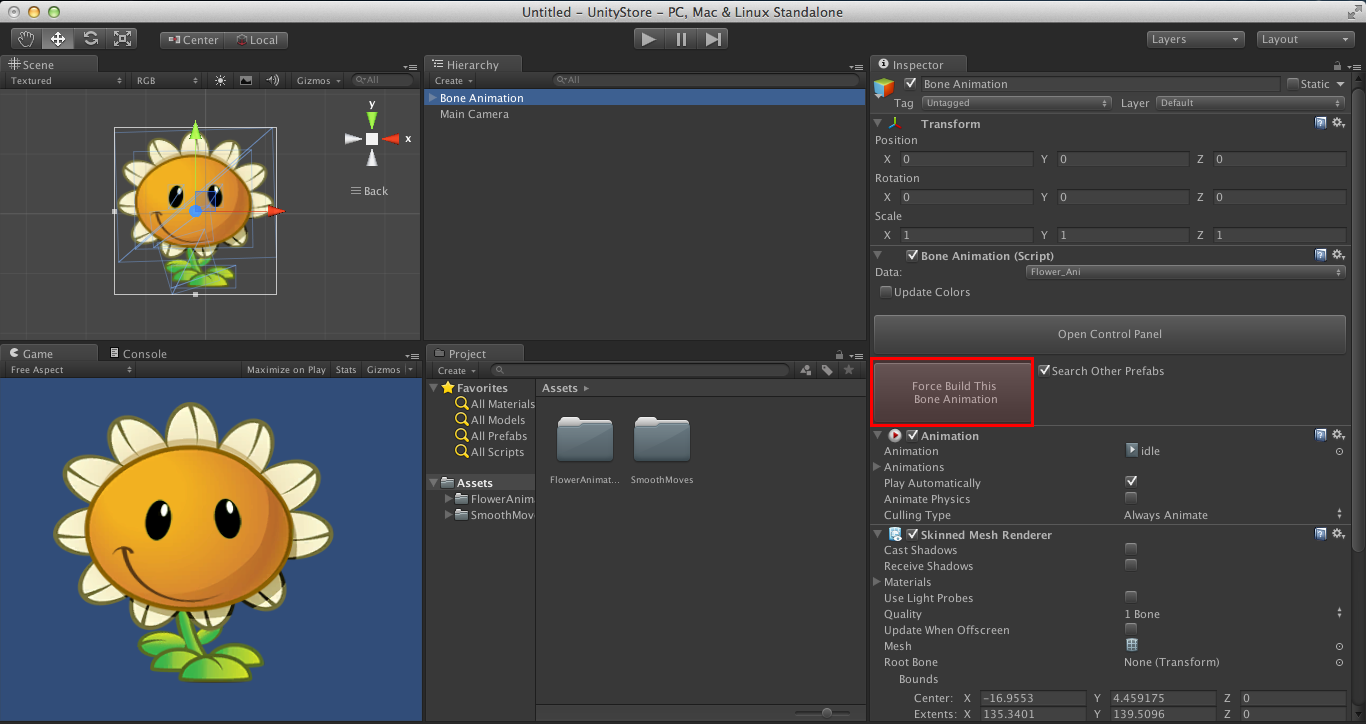 Untitled - UnityStore - PC, Mac & Linux Standalone
Center Local
Layers Layout
Scene
Textured RGB Gizmos All
y
x
Back
Hierarchy
Create All
Bone Animation
Main Camera
Game Console
Free Aspect Maximize on Play Stats Gizmos
Project
Create
Favorites
All Materials
All Models
All Prefabs
All Scripts
Assets
FlowerAnim
SmoothMov
Assets
FlowerAnimat... SmoothMoves
Inspector
Bone Animation Static
Tag Untagged Layer Default
Transform
Position
X 0 Y 0 Z 0
Rotation
X 0 Y 0 Z 0
Scale
X 1 Y 1 Z 1
Bone Animation (Script)
Data: Flower_Ani
Update Colors
Open Control Panel
Force Build This
Bone Animation
Search Other Prefabs
Animation
Animation idle
Animations
Play Automatically
Animate Physics
Culling Type Always Animate
Skinned Mesh Renderer
Cast Shadows
Receive Shadows
Materials
Use Light Probes
Quality 1 Bone
Update When Offscreen
Mesh
Root Bone None (Transform)
Bounds
Center: X -16.9553 Y 4.459175 Z 0
Extents: X 135.3401 Y 139.5096 Z 0